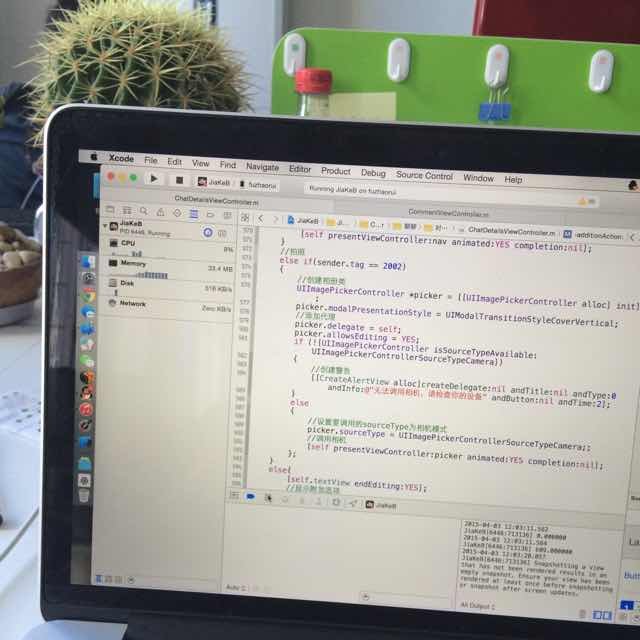 Xcode File Edit View Find Navigate Editor Product Debug Source Control Window Help
JiaKeB fuzhaorui
Running JiaKeB on fuzhaorui
ChatDetailsViewController.m
CommentViewController.m
JiaKeB
ChatDetailsViewController.m
-additionAction:
JiaKeB
PID 6446, Running
CPU
Memory 33.4 MB
Disk
Network Zero KB/s
[self presentViewController:nav animated:YES completion:nil];
}
//拍照
else if(sender.tag == 2002)
{
//创建相册类
UIImagePickerController *picker = [[UIImagePickerController alloc] init]
;
picker.modalPresentationStyle = UIModalTransitionStyleCoverVertical;
//添加代理
picker.delegate = self;
picker.allowsEditing = YES;
if (![UIImagePickerController isSourceTypeAvailable:
UIImagePickerControllerSourceTypeCamera])
{
//创建警告
[[CreateAlertView alloc]createDelegate:nil andTitle:nil andType:0
andInfo:@"无法调用相机，请检查你的设备" andButton:nil andTime:2];
}
else
{
//设置要调用的sourceType为相机模式
picker.sourceType = UIImagePickerControllerSourceTypeCamera;;
//调用相机
[self presentViewController:picker animated:YES completion:nil];
};
}
else{
[self.textView endEditing:YES];
//显示附加选项
JiaKeB
2015-04-03 12:03:11.562
JiaKeB[6446:713136] 0.000000
2015-04-03 12:03:11.564
JiaKeB[6446:713136] 609.000000
2015-04-03 12:03:20.857
JiaKeB[6446:713136] Snapshotting a view
that has not been rendered results in an
empty snapshot. Ensure your view has been
rendered at least once before snapshotting
or snapshot after screen updates.
Auto
All Output